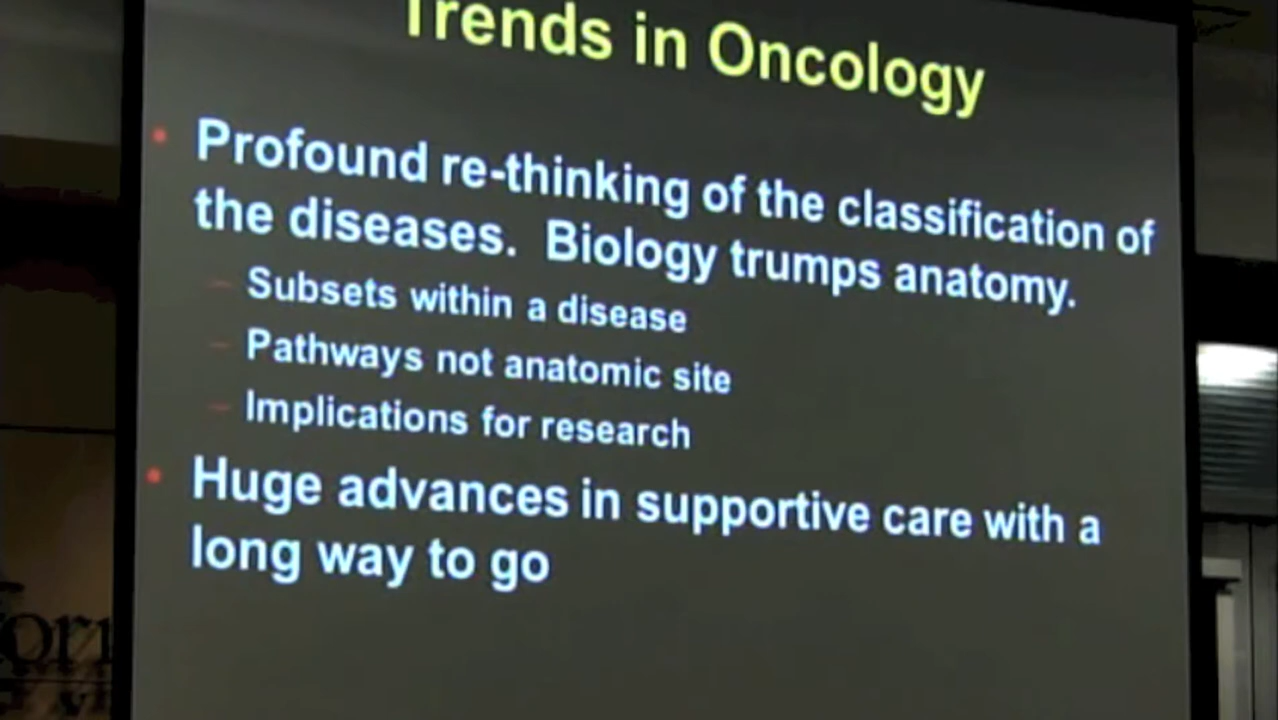 Trends in Oncology
• Profound re-thinking of the classification of
the diseases. Biology trumps anatomy.
– Subsets within a disease
– Pathways not anatomic site
– Implications for research
• Huge advances in supportive care with a
long way to go